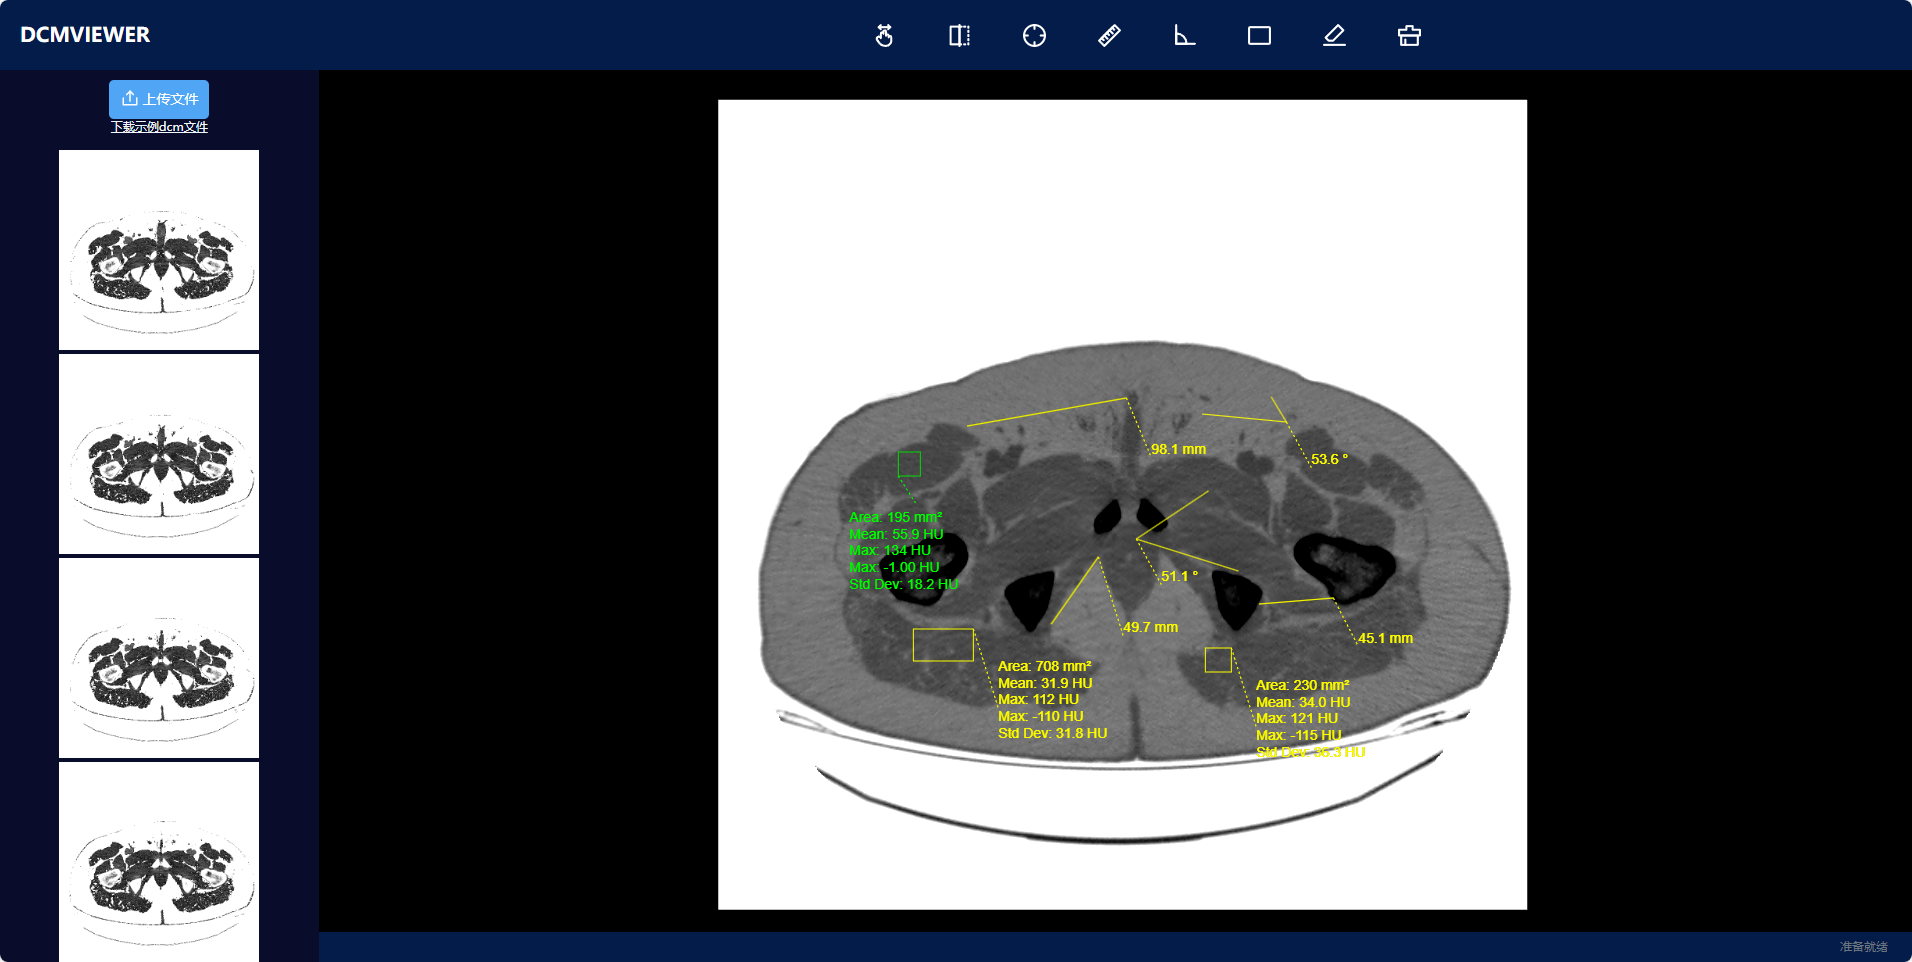 DCMVIEWER
上传文件
下载示例dcm文件
98.1 mm
53.6 °
Area: 195 mm²
Mean: 55.9 HU
Max: 134 HU
Max: -1.00 HU
Std Dev: 18.2 HU
51.1 °
49.7 mm
45.1 mm
Area: 708 mm²
Mean: 31.9 HU
Max: 112 HU
Max: -110 HU
Std Dev: 31.8 HU
Area: 230 mm²
Mean: 34.0 HU
Max: 121 HU
Max: -115 HU
Std Dev: HU
准备就绪